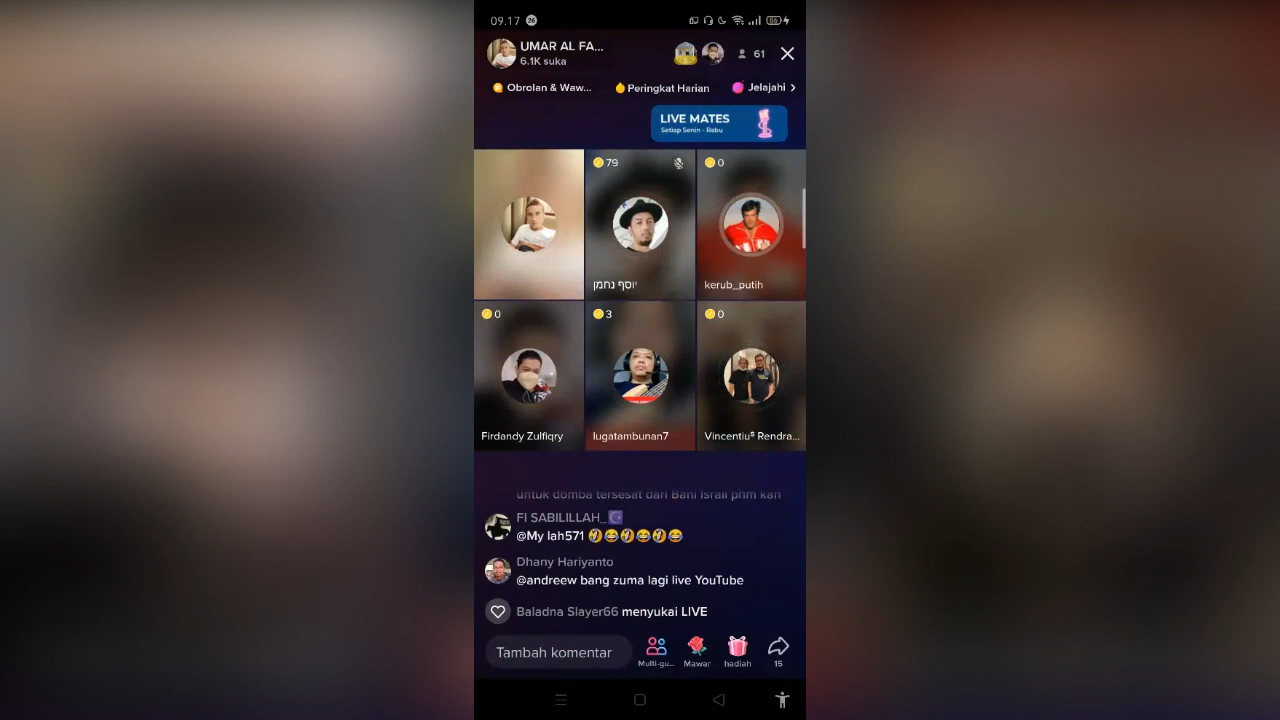 09.17 26
UMAR AL FA...
6.1K suka
61
Obrolan & Waw...
Peringkat Harian
Jelajahi
LIVE MATES
Setiap Senin - Rabu
79
0
יוסף נחמן
kerub_putih
0
3
0
Firdandy Zulfiqry
lugatambunan7
Vincentiuˢ Rendra...
untuk domba tersesat dari Bani Israil phm kan
FI SABILILLAH_☪️
@My lah571 🤣😂🤣😂🤣😂
Dhany Hariyanto
@andreew bang zuma lagi live YouTube
Baladna Slayer66 menyukai LIVE
Tambah komentar
Multi-gu...
Mawar
hadiah
15